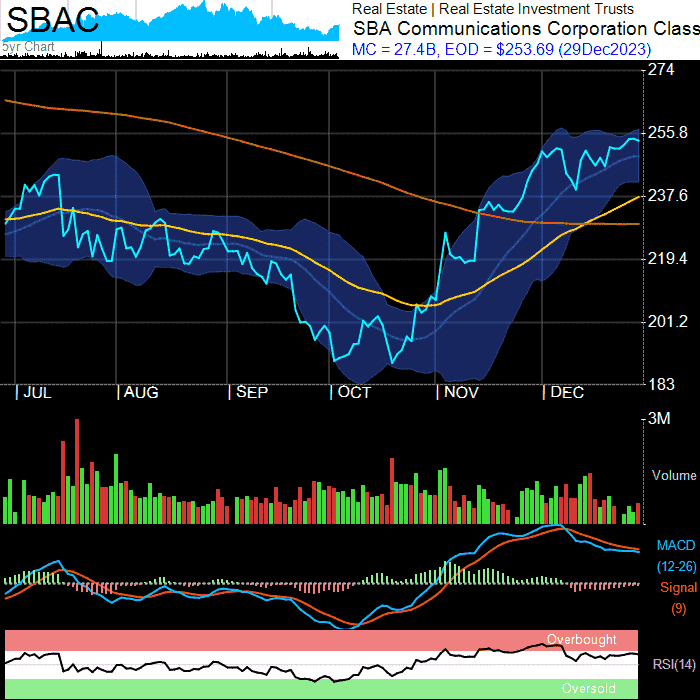 SBAC
5yr Chart
Real Estate | Real Estate Investment Trusts
SBA Communications Corporation Class
MC = 27.4B, EOD = $253.69 (29Dec2023)
274
255.8
237.6
219.4
201.2
183
| JUL | AUG | SEP | OCT | NOV | DEC
3M
Volume
MACD
(12-26)
Signal
(9)
Overbought
RSI(14)
Oversold